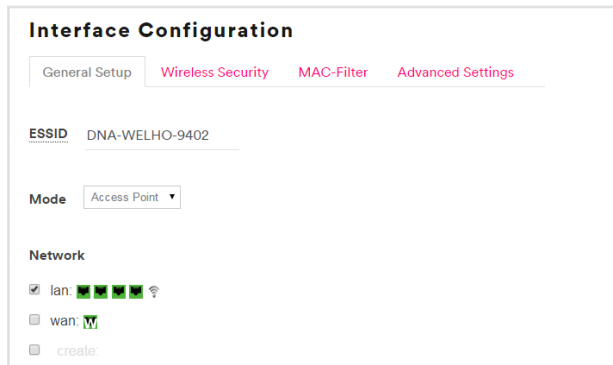 Interface Configuration
General Setup Wireless Security MAC-Filter Advanced Settings
ESSID DNA-WELHO-9402
Mode Access Point
Network
lan:
wan: W
create: